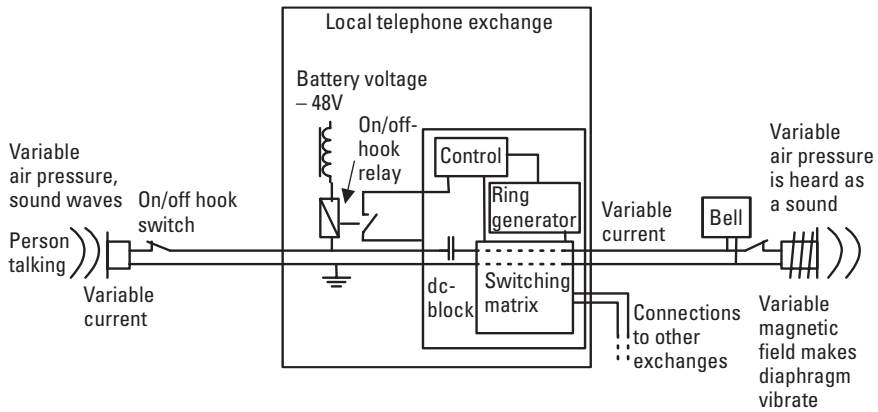 Local telephone exchange
Battery voltage
– 48V
On/off-
hook
relay
Control
Ring
generator
Variable
air pressure,
sound waves
On/off hook
switch
Person
talking
Variable
current
dc-
block
Switching
matrix
Variable
current
Bell
Variable
air pressure
is heard as
a sound
Connections
to other
exchanges
Variable
magnetic
field makes
diaphragm
vibrate